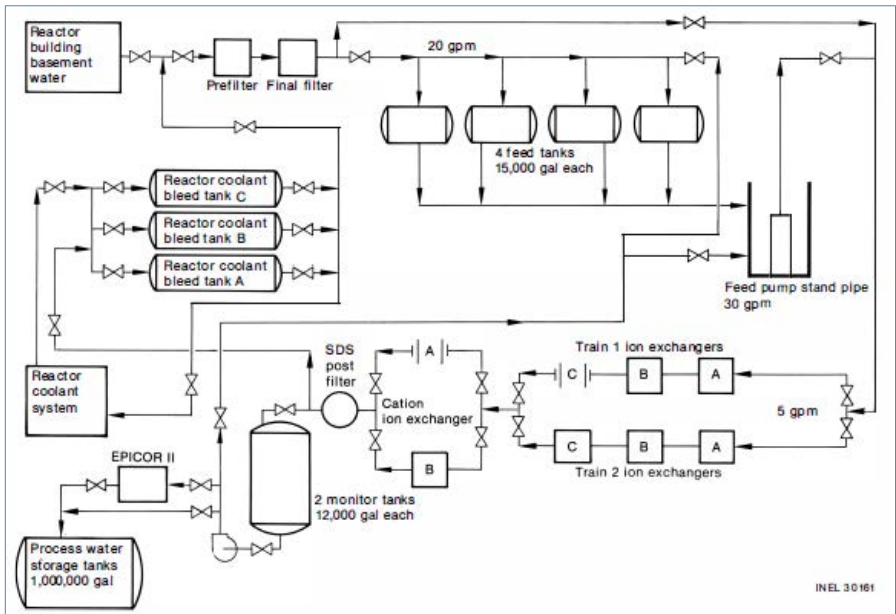 Reactor
building
basement
water
Prefilter
Final filter
20 gpm
4 feed tanks
15,000 gal each
Reactor coolant
bleed tank C
Reactor coolant
bleed tank B
Reactor coolant
bleed tank A
Feed pump stand pipe
30 gpm
Reactor
coolant
system
SDS
post
filter
A
Cation
ion exchanger
B
Train 1 ion exchangers
C
B
A
5 gpm
C
B
A
Train 2 ion exchangers
EPICOR II
2 monitor tanks
12,000 gal each
Process water
storage tanks
1,000,000 gal
INEL 3 0161